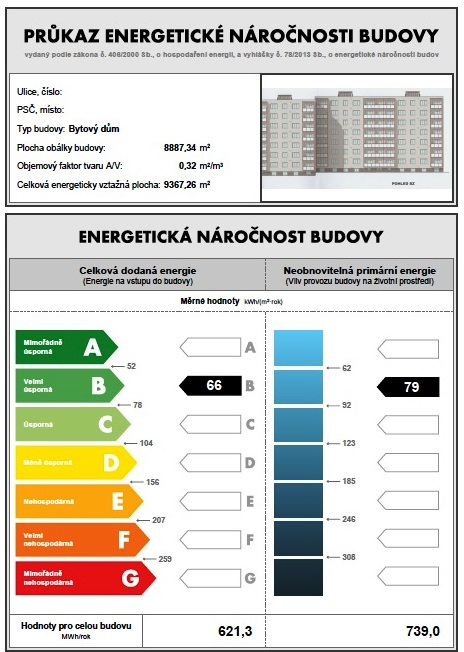 PRŮKAZ ENERGETICKÉ NÁROČNOSTI BUDOVY
vydaný podle zákona č. 406/2000 Sb., o hospodaření energií, a vyhlášky č. 78/2013 Sb., o energetické náročnosti budov
Ulice, číslo:
PSČ, místo:
Typ budovy: Bytový dům
Plocha obálky budovy: 8887,34 m²
Objemový faktor tvaru A/V: 0,32 m²/m³
Celková energeticky vztažná plocha: 9367,26 m²
POHLED SZ
ENERGETICKÁ NÁROČNOST BUDOVY
Celková dodaná energie
(Energie na vstupu do budovy)
Neobnovitelná primární energie
(Vliv provozu budovy na životní prostředí)
Měrné hodnoty kWh/(m²·rok)
Mimořádně úsporná A A
52 62
Velmi úsporná B 66 B 79
78 92
Úsporná C C
104 123
Méně úsporná D D
156 185
Nehospodárná E E
207 246
Velmi nehospodárná F F
259 308
Mimořádně nehospodárná G G
Hodnoty pro celou budovu
MWh/rok
621,3 739,0